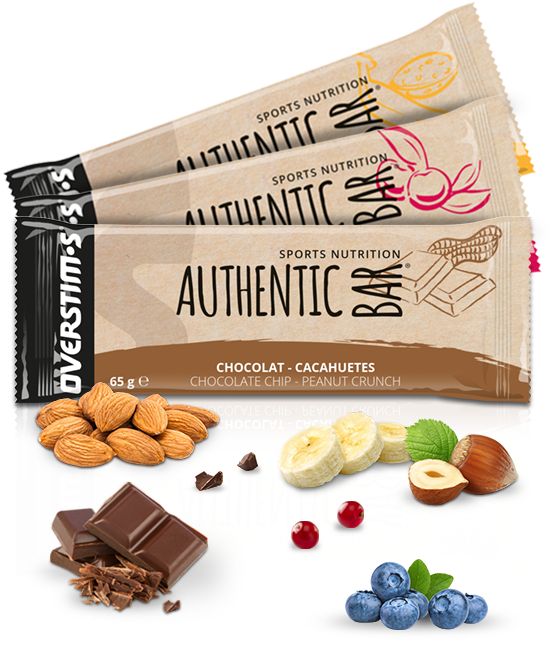 SPORTS NUTRITION
AUTHENTIC BAR
SPORTS NUTRITION
AUTHENTIC BAR®
OVERSTIM·S
SPORTS NUTRITION
AUTHENTIC BAR®
CHOCOLAT - CACAHUETES
65 g e CHOCOLATE CHIP - PEANUT CRUNCH